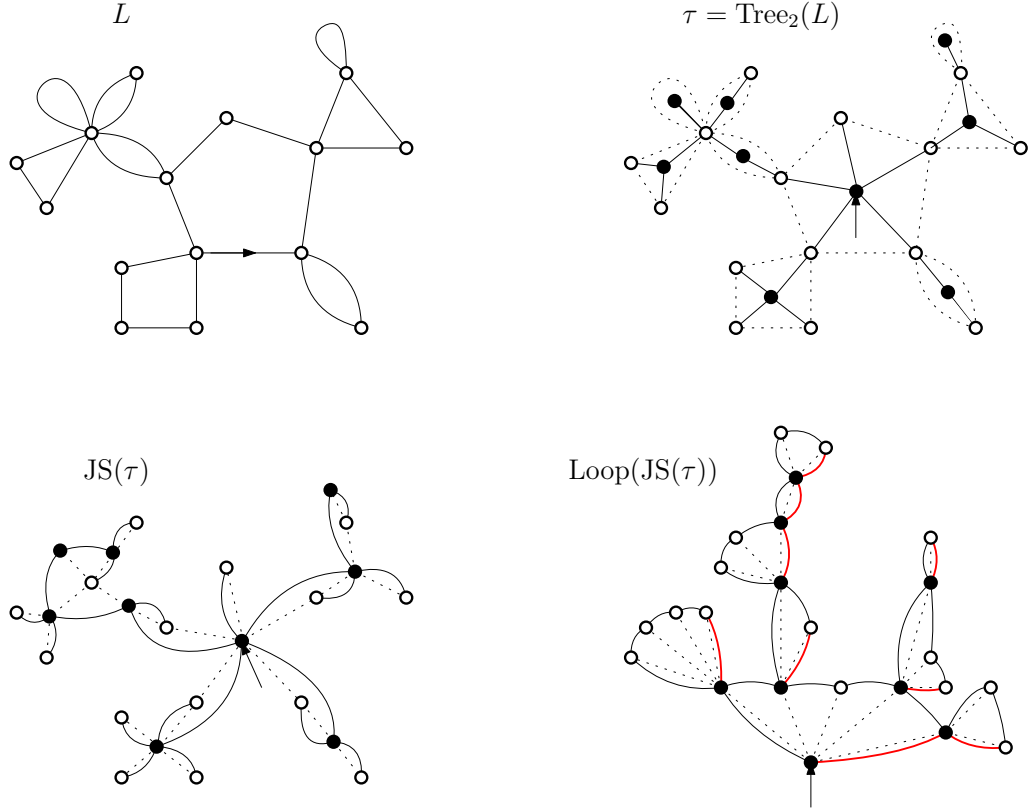 L
τ = Tree₂(L)
JS(τ)
Loop(JS(τ))